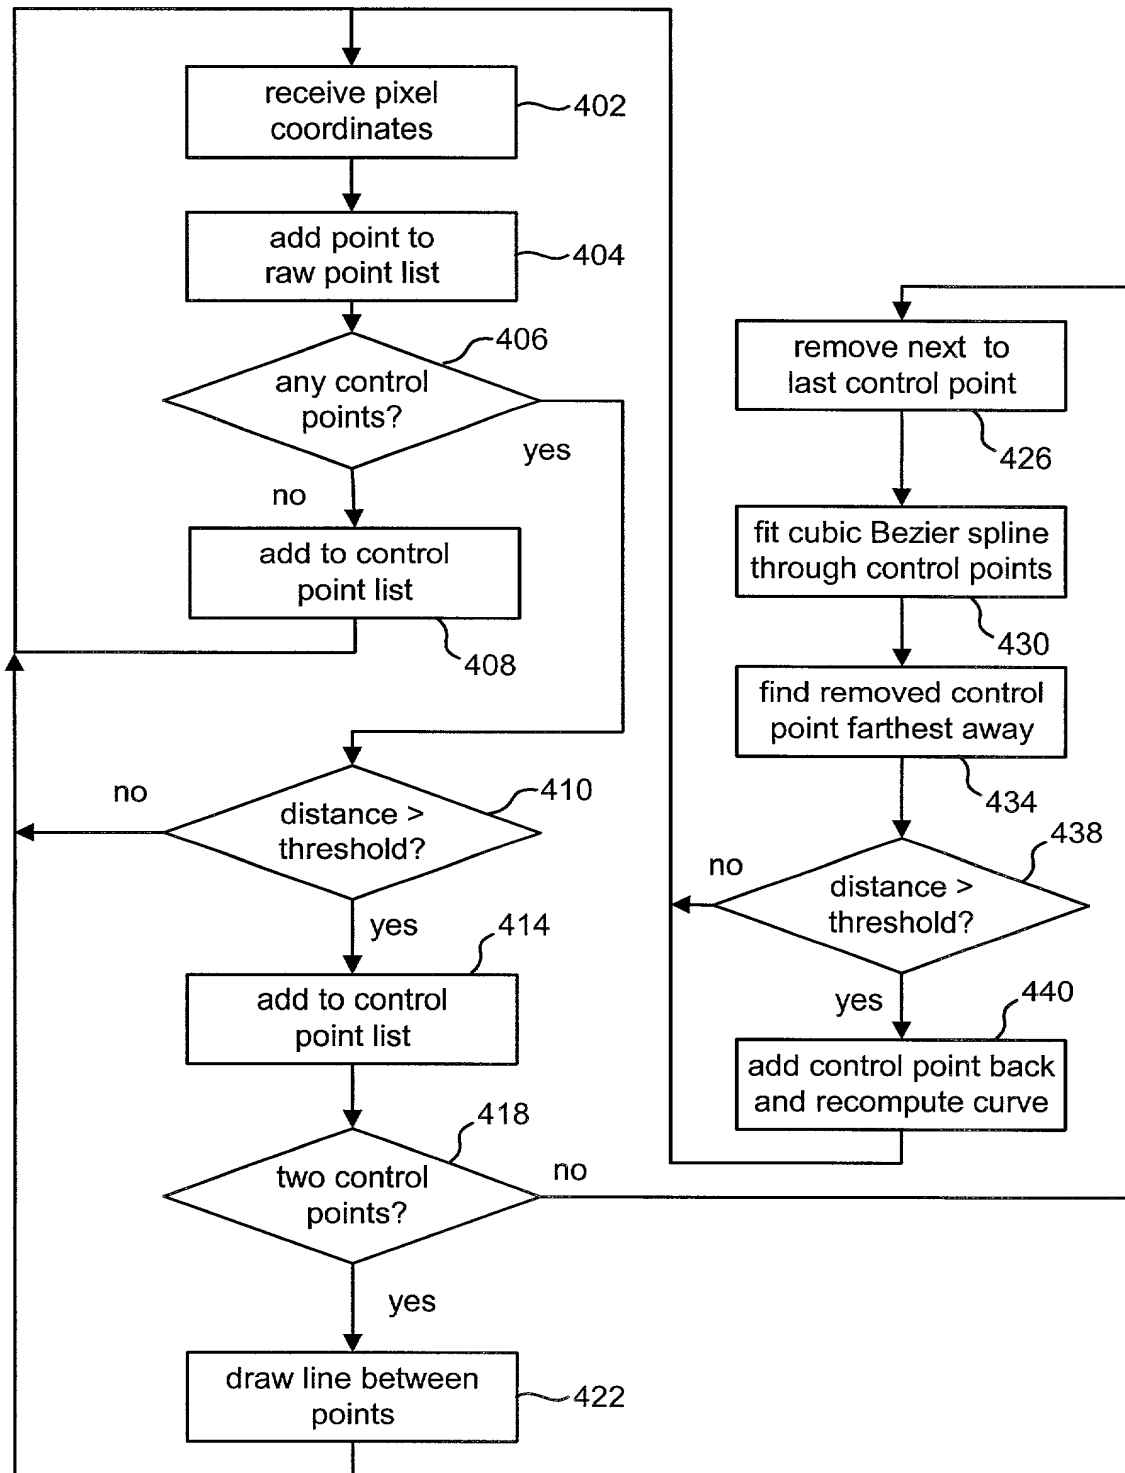 receive pixel
coordinates
402
add point to
raw point list
404
406
any control
points?
yes
no
add to control
point list
408
410
no
distance >
threshold?
yes
414
add to control
point list
418
two control
points?
no
yes
draw line between
points
422
remove next to
last control point
426
fit cubic Bezier spline
through control points
430
find removed control
point farthest away
434
438
no
distance >
threshold?
yes
440
add control point back
and recompute curve